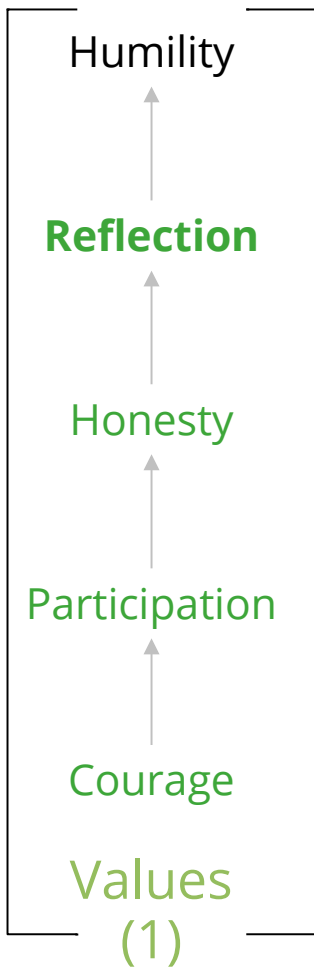 Humility
Reflection
Honesty
Participation
Courage
Values
(1)